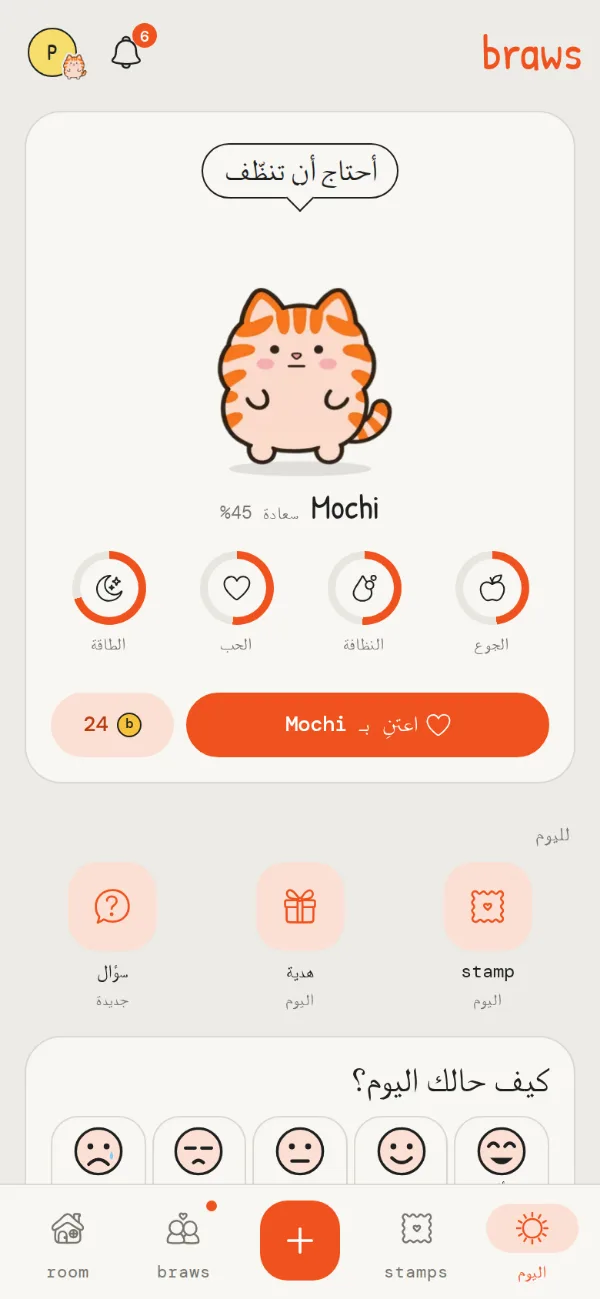 braws
6
P
أحتاج أن تنظّف
Mochi سعادة 45%
الجوع
النظافة
الحب
الطاقة
اعتنِ بـ Mochi
b 24
لليوم
stamp
اليوم
هدية
اليوم
سؤال
جديدة
كيف حالك اليوم؟
اليوم
stamps
+
braws
room